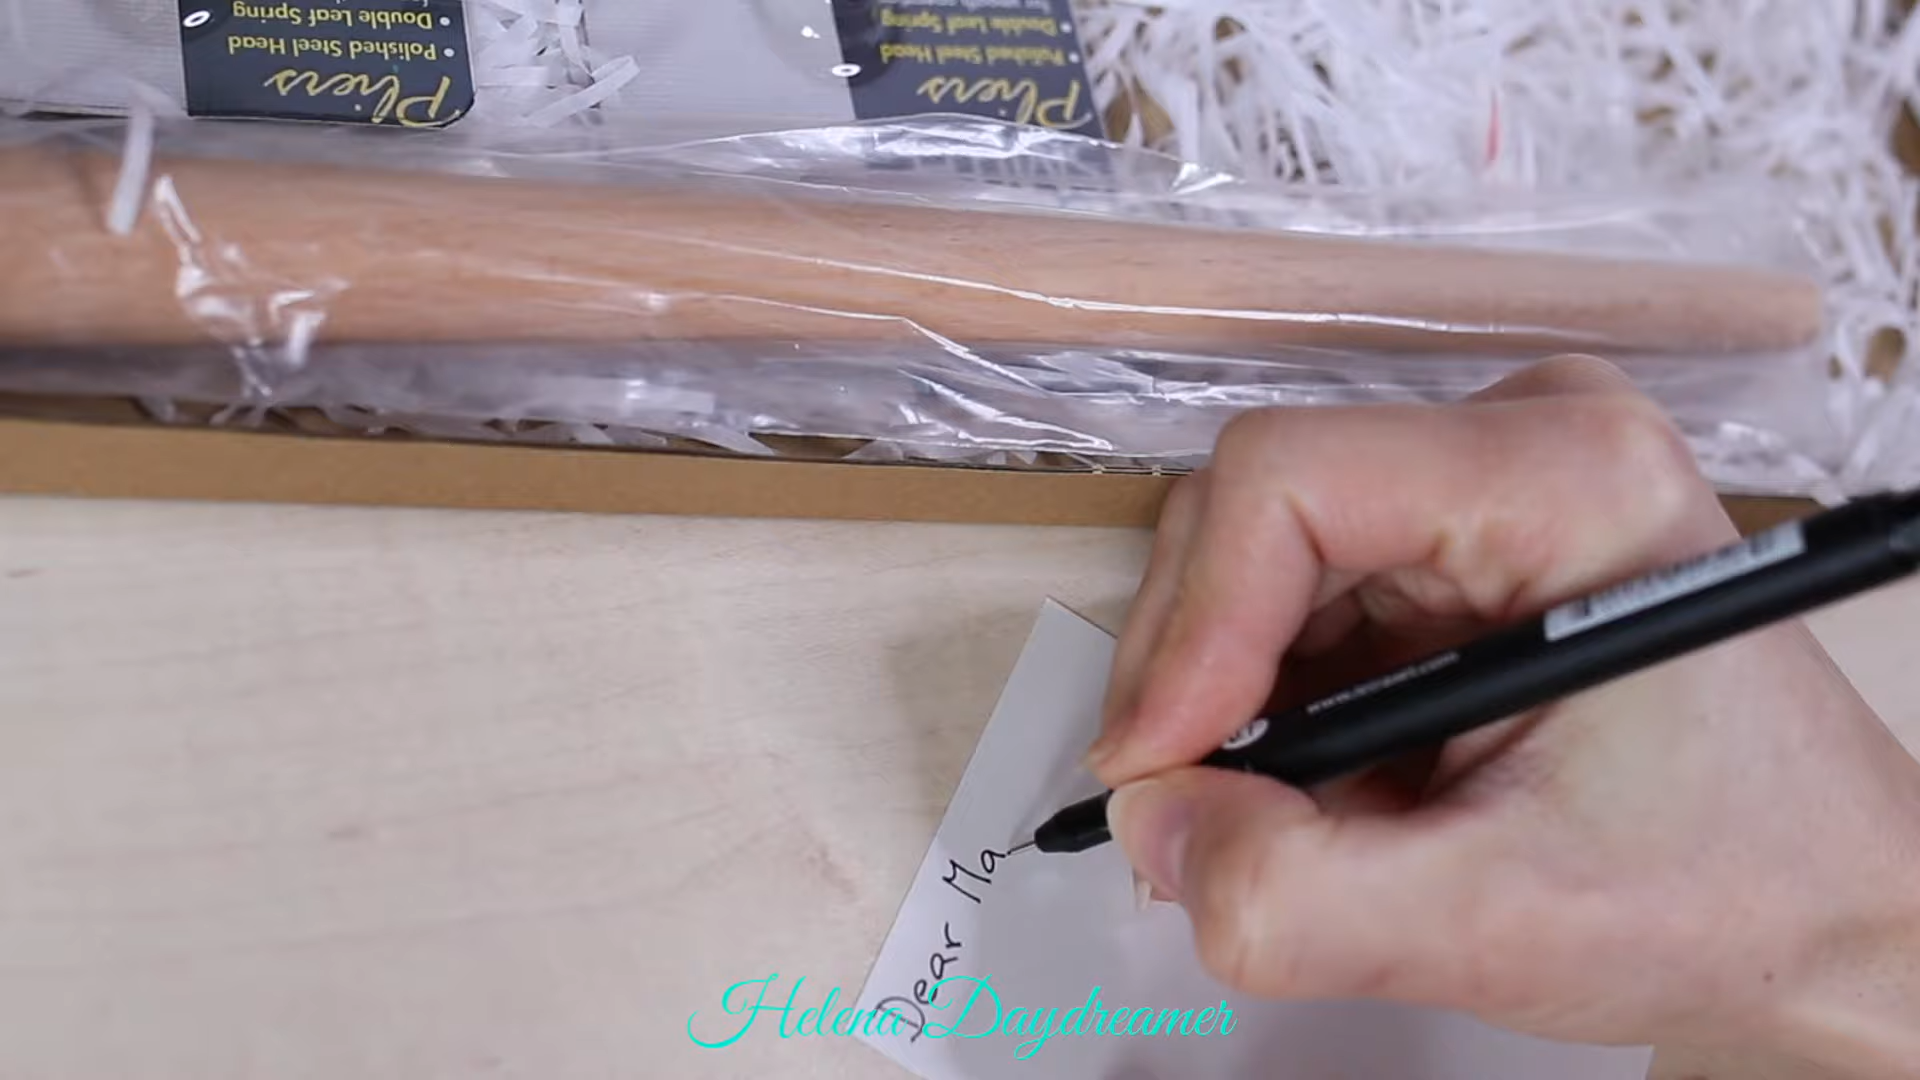 Pliers
• Polished Steel Head
• Double Leaf Spring
Pliers
• Polished Steel Head
• Double Leaf Spring
Dear Ma
Helena Daydreamer